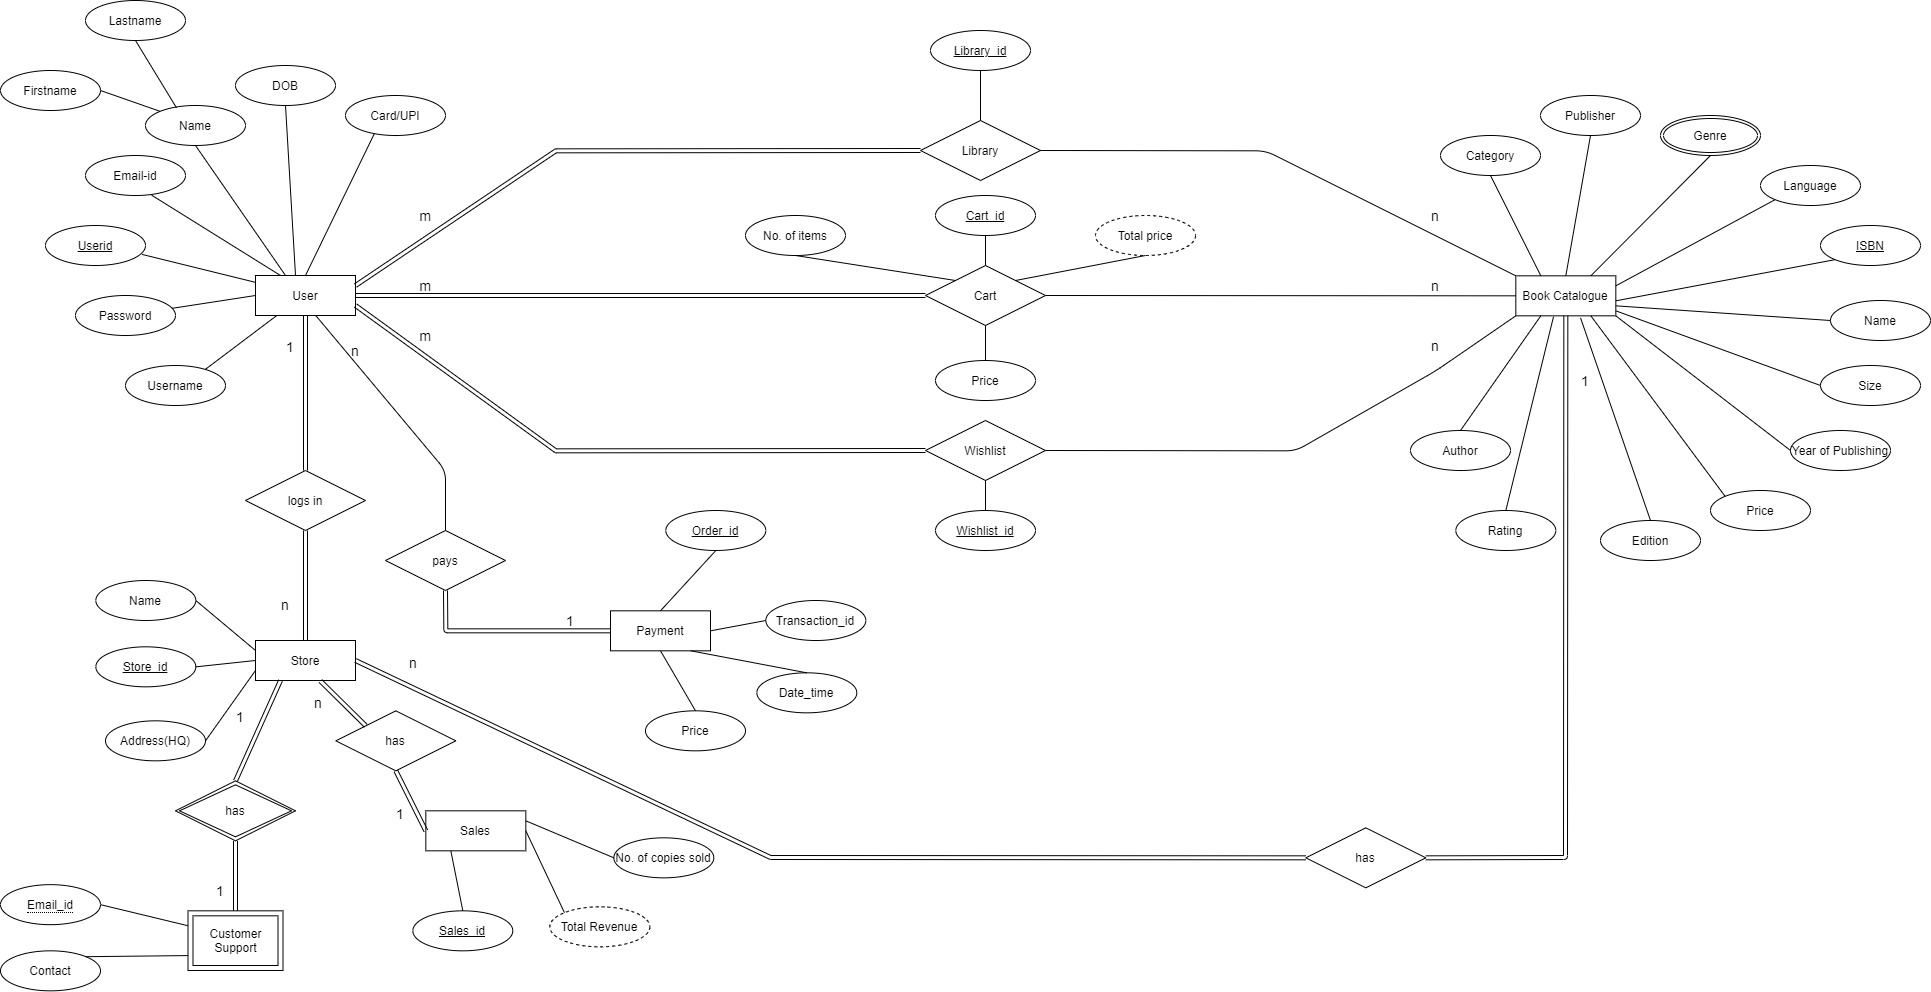 Lastname
Library_id
Firstname
DOB
Card/UPI
Name
Publisher
Genre
Category
Library
Email-id
Language
m
n
Cart_id
No. of items
Total price
Userid
ISBN
m
n
User
Cart
Book Catalogue
Password
Name
m
n
1
n
Username
Price
1
Size
Wishlist
Author
Year of Publishing
logs in
Order_id
Wishlist_id
Rating
Edition
Price
pays
Name
n
1
Transaction_id
Payment
Store
n
Store_id
Date_time
n
1
Price
Address(HQ)
has
has
1
Sales
No. of copies sold
has
1
Email_id
Sales_id
Total Revenue
Customer
Support
Contact